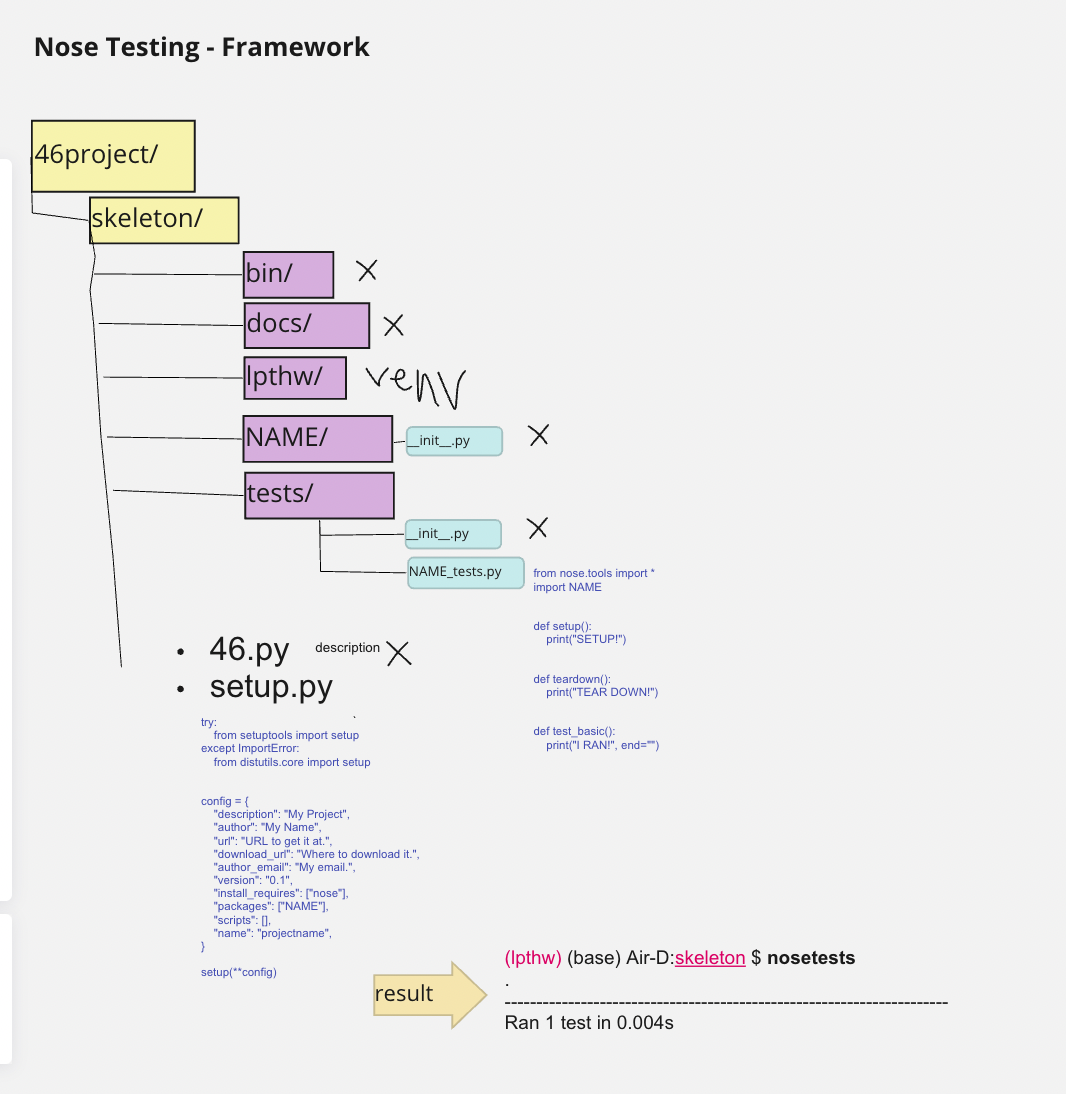 Nose Testing - Framework
46project/
skeleton/
bin/ X
docs/ X
lpthw/ venv
NAME/ __init__.py X
tests/
__init__.py X
NAME_tests.py
from nose.tools import *
import NAME
def setup():
print("SETUP!")
def teardown():
print("TEAR DOWN!")
def test_basic():
print("I RAN!", end="")
• 46.py description X
• setup.py
`
try:
from setuptools import setup
except ImportError:
from distutils.core import setup
config = {
"description": "My Project",
"author": "My Name",
"url": "URL to get it at.",
"download_url": "Where to download it.",
"author_email": "My email.",
"version": "0.1",
"install_requires": ["nose"],
"packages": ["NAME"],
"scripts": [],
"name": "projectname",
}
setup(**config)
result
(lpthw) (base) Air-D:skeleton $ nosetests
.
----------------------------------------------------------------------
Ran 1 test in 0.004s